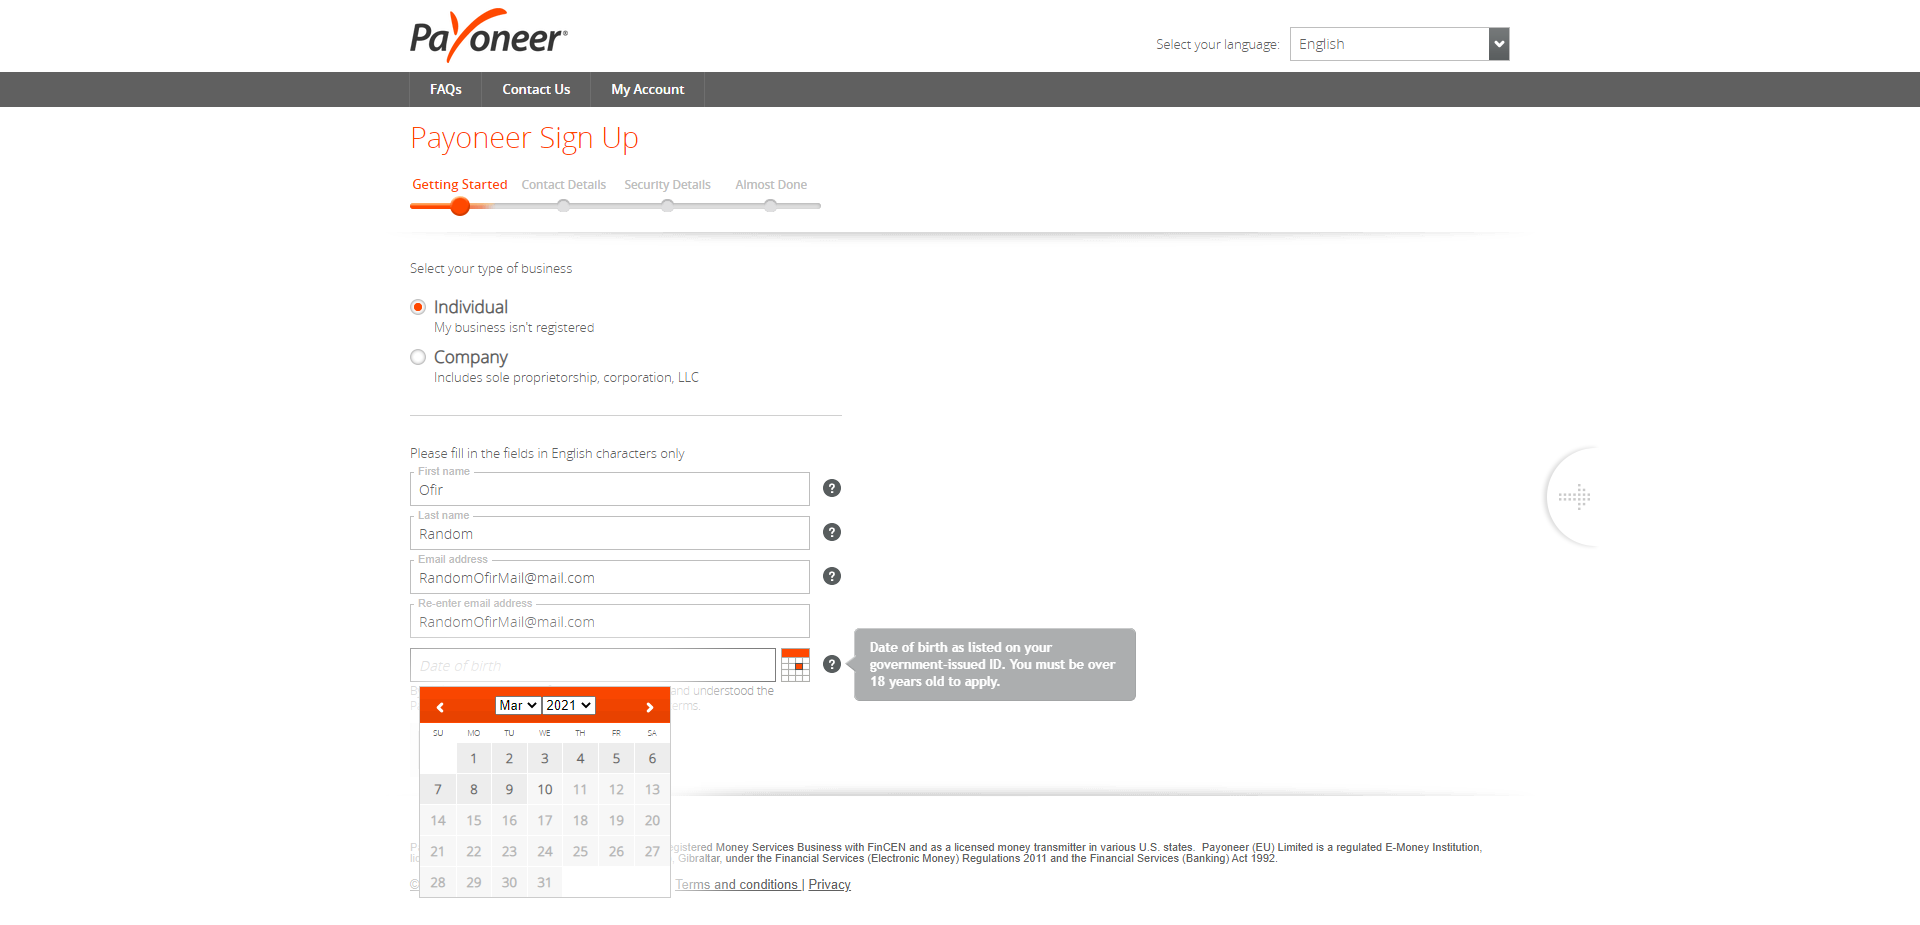 Payoneer®
Select your language: English
FAQs Contact Us My Account
Payoneer Sign Up
Getting Started Contact Details Security Details Almost Done
Select your type of business
Individual
My business isn't registered
Company
Includes sole proprietorship, corporation, LLC
Please fill in the fields in English characters only
First name
Ofir
?
Last name
Random
?
Email address
RandomOfirMail@mail.com
?
Re-enter email address
RandomOfirMail@mail.com
Date of birth
?
Date of birth as listed on your
government-issued ID. You must be over
18 years old to apply.
and understood the
erms.
Mar 2021
SU MO TU WE TH FR SA
1 2 3 4 5 6
7 8 9 10 11 12 13
14 15 16 17 18 19 20
21 22 23 24 25 26 27
28 29 30 31
egistered Money Services Business with FinCEN and as a licensed money transmitter in various U.S. states. Payoneer (EU) Limited is a regulated E-Money Institution,
, Gibraltar, under the Financial Services (Electronic Money) Regulations 2011 and the Financial Services (Banking) Act 1992.
© Terms and conditions | Privacy